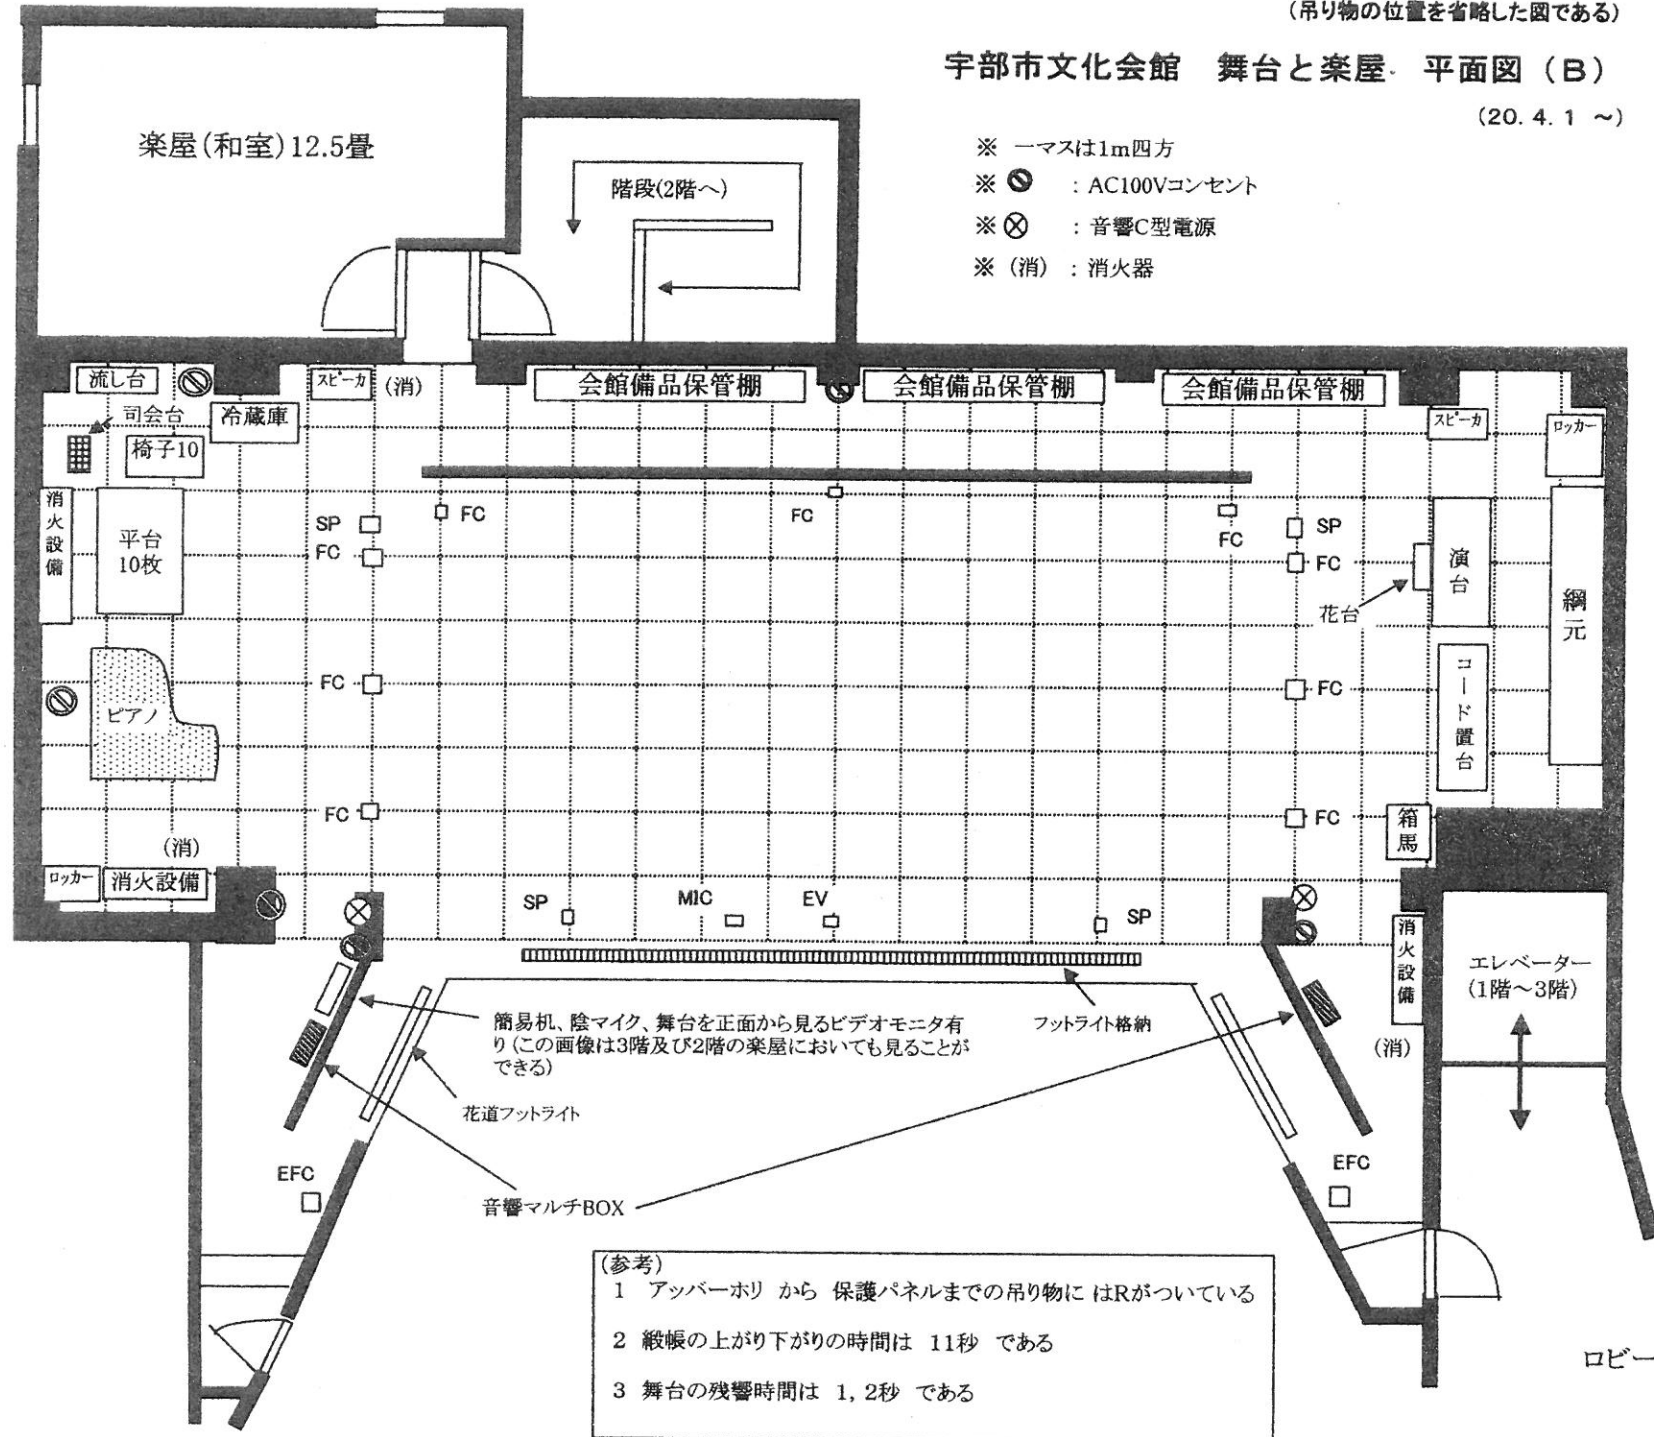 (吊り物の位置を省略した図である)
宇部市文化会館 舞台と楽屋 平面図 (B)
(20. 4. 1 ~)
※ 一マスは1m四方
※ : AC100Vコンセント
※ : 音響C型電源
※ (消) : 消火器
楽屋(和室)12.5畳
階段(2階へ)
流し台
スピーカ
(消)
会館備品保管棚
会館備品保管棚
会館備品保管棚
司会台
冷蔵庫
椅子10
スピーカ
ロッカー
消火設備
平台
10枚
SP
FC
FC
FC
FC
SP
FC
FC
花台
演台
綱元
ピアノ
FC
FC
コード置台
FC
FC
箱馬
(消)
ロッカー
消火設備
SP
MIC
EV
SP
消火設備
エレベーター
(1階~3階)
簡易机、陰マイク、舞台を正面から見るビデオモニタ有
り(この画像は3階及び2階の楽屋においても見ることが
できる)
フットライト格納
(消)
花道フットライト
EFC
EFC
音響マルチBOX
(参考)
1 アッパーホリ から 保護パネルまでの吊り物に はRがついている
2 緞帳の上がり下がりの時間は 11秒 である
3 舞台の残響時間は 1, 2秒 である
ロビー